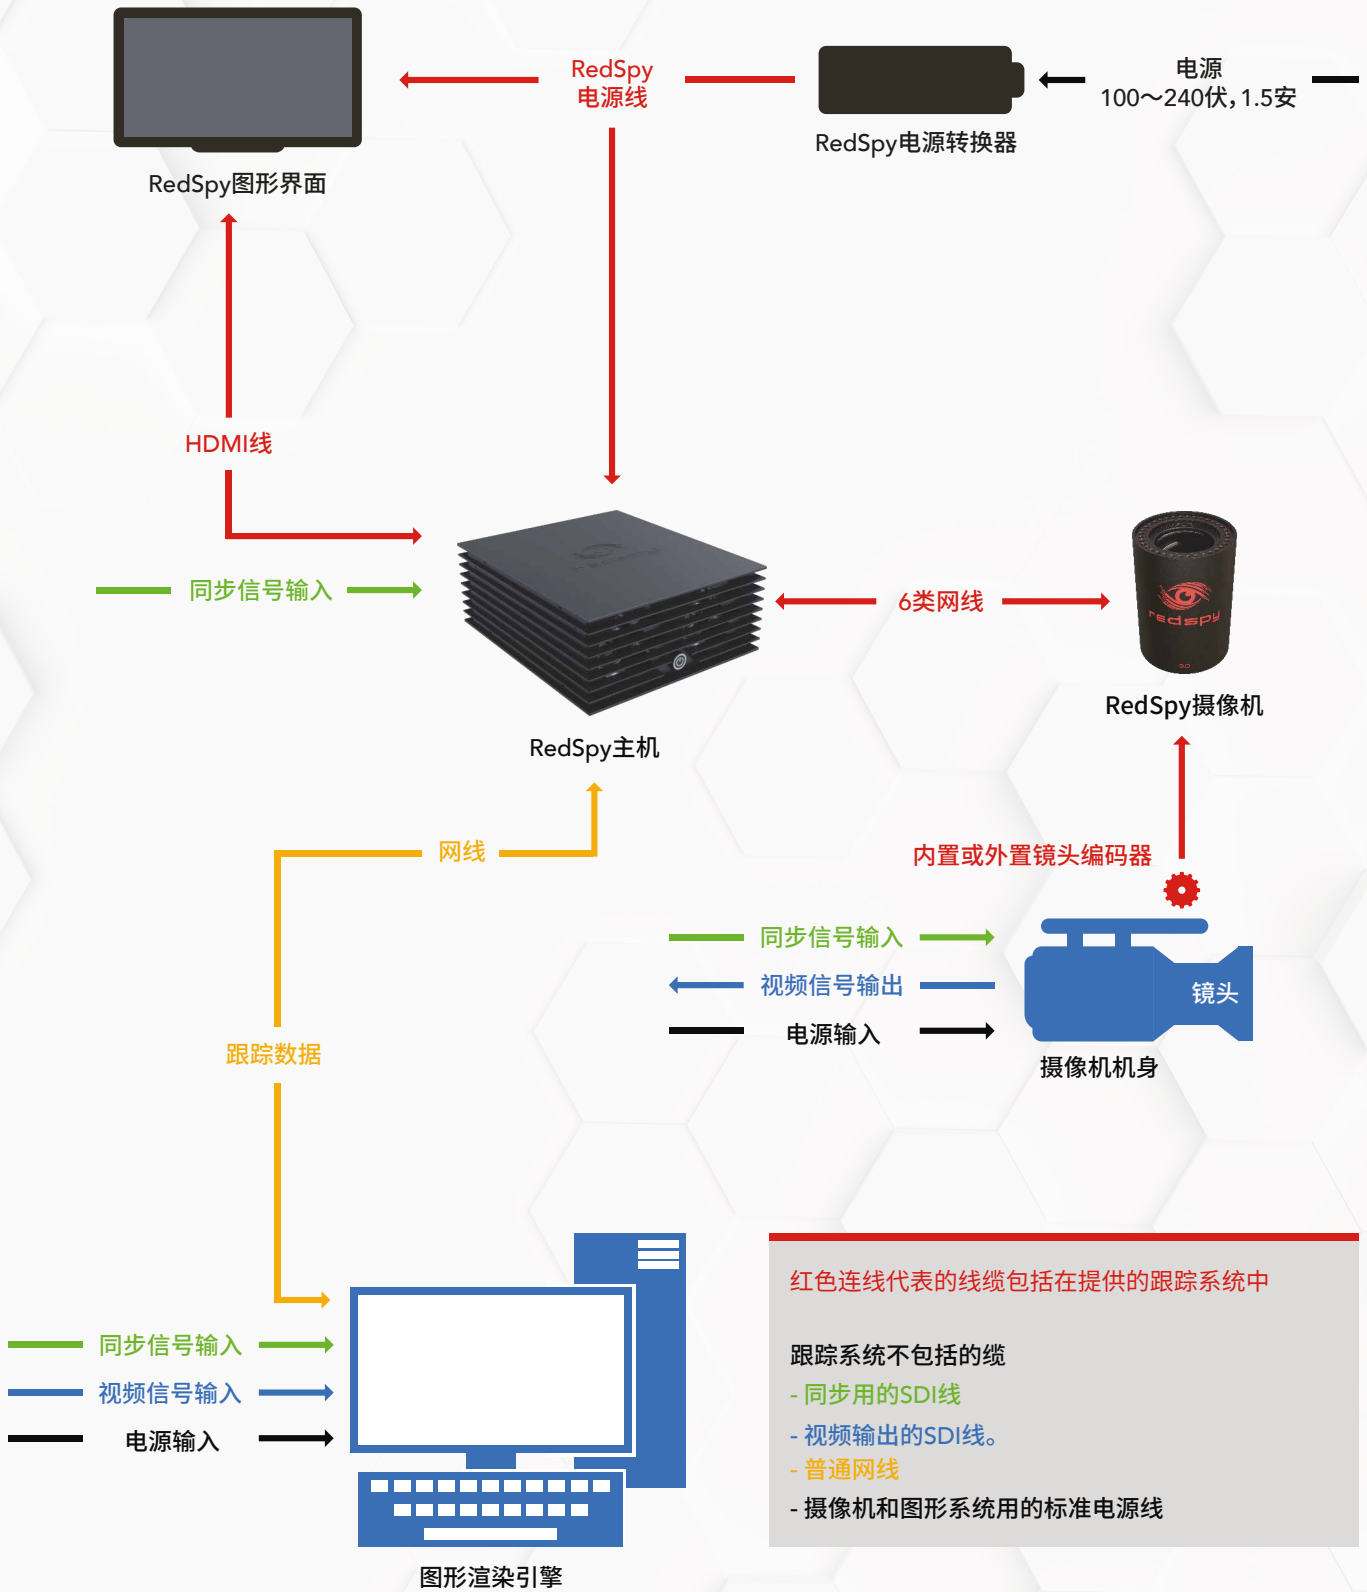 RedSpy
电源线
电源
100～240伏，1.5安
RedSpy电源转换器
RedSpy图形界面
HDMI线
同步信号输入
6类网线
redspy
3.0
RedSpy摄像机
RedSpy主机
网线
内置或外置镜头编码器
同步信号输入
视频信号输出
镜头
电源输入
跟踪数据
摄像机机身
红色连线代表的线缆包括在提供的跟踪系统中
同步信号输入
跟踪系统不包括的缆
视频信号输入
- 同步用的SDI线
电源输入
- 视频输出的SDI线。
- 普通网线
- 摄像机和图形系统用的标准电源线
图形渲染引擎